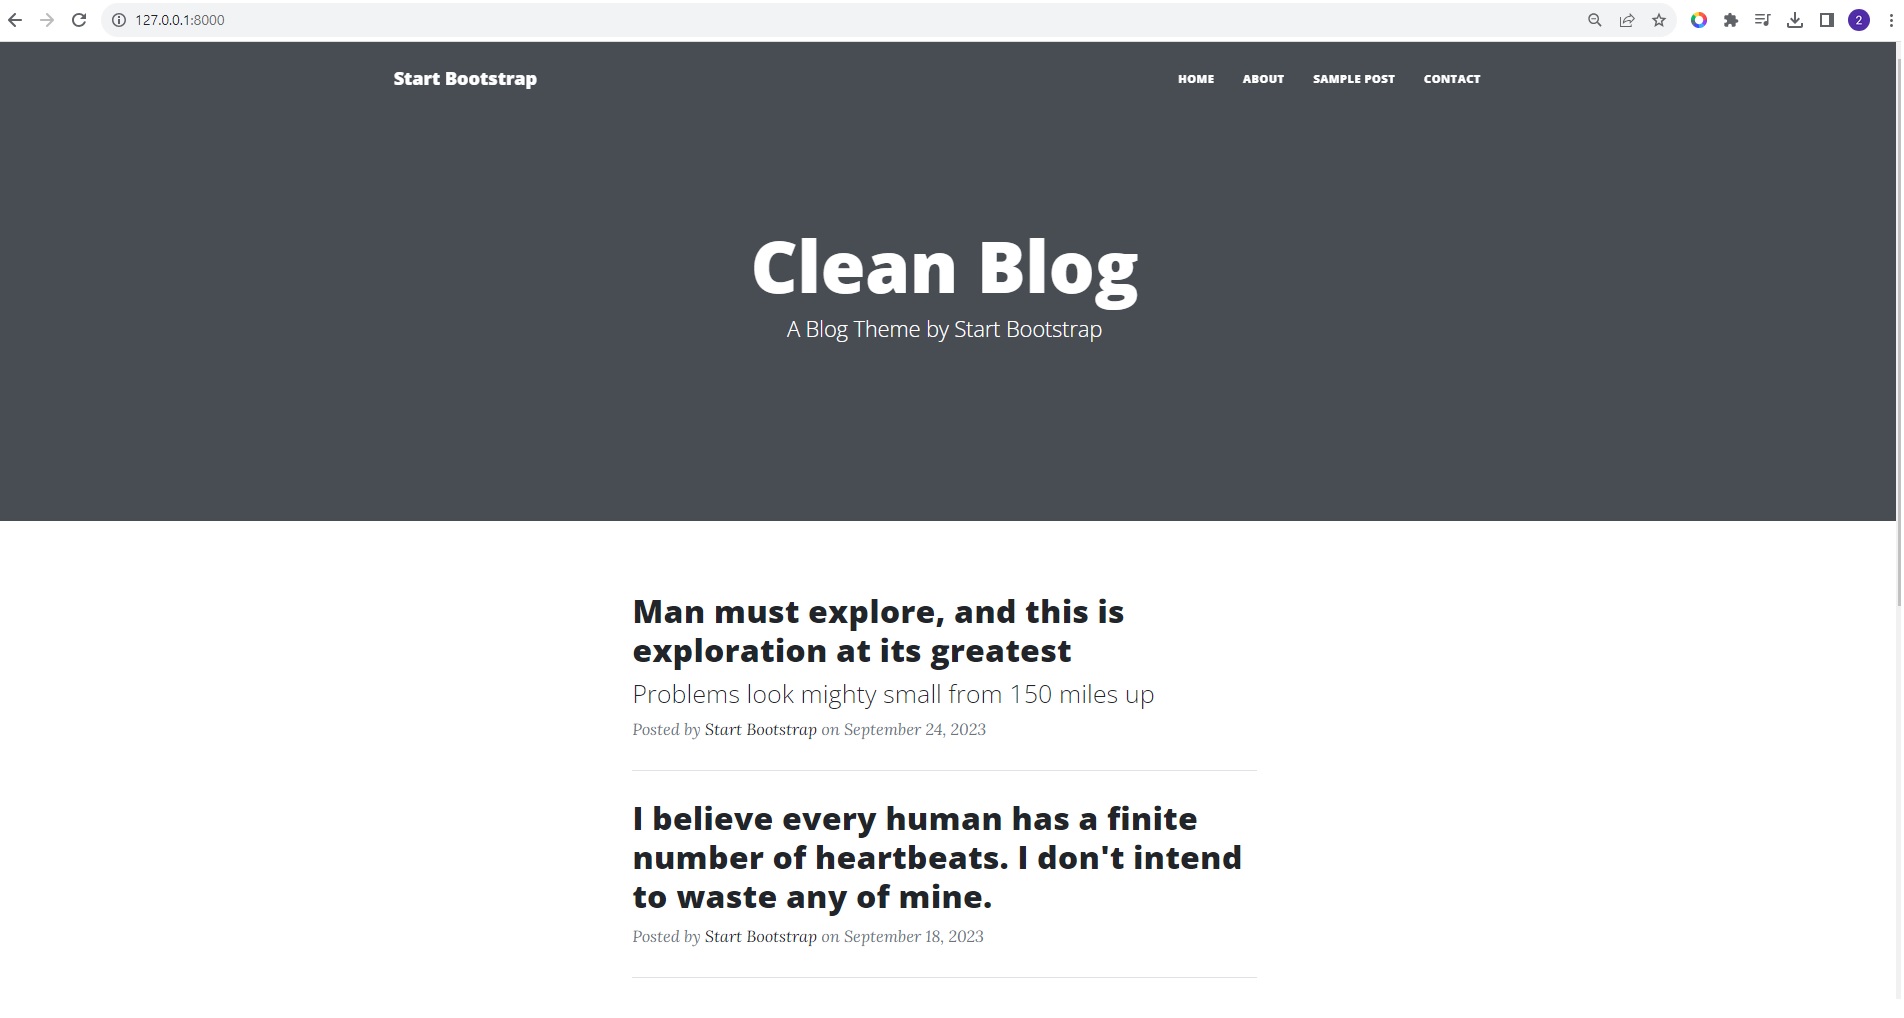 127.0.0.1:8000
2
Start Bootstrap
HOME ABOUT SAMPLE POST CONTACT
Clean Blog
A Blog Theme by Start Bootstrap
Man must explore, and this is
exploration at its greatest
Problems look mighty small from 150 miles up
Posted by Start Bootstrap on September 24, 2023
I believe every human has a finite
number of heartbeats. I don't intend
to waste any of mine.
Posted by Start Bootstrap on September 18, 2023